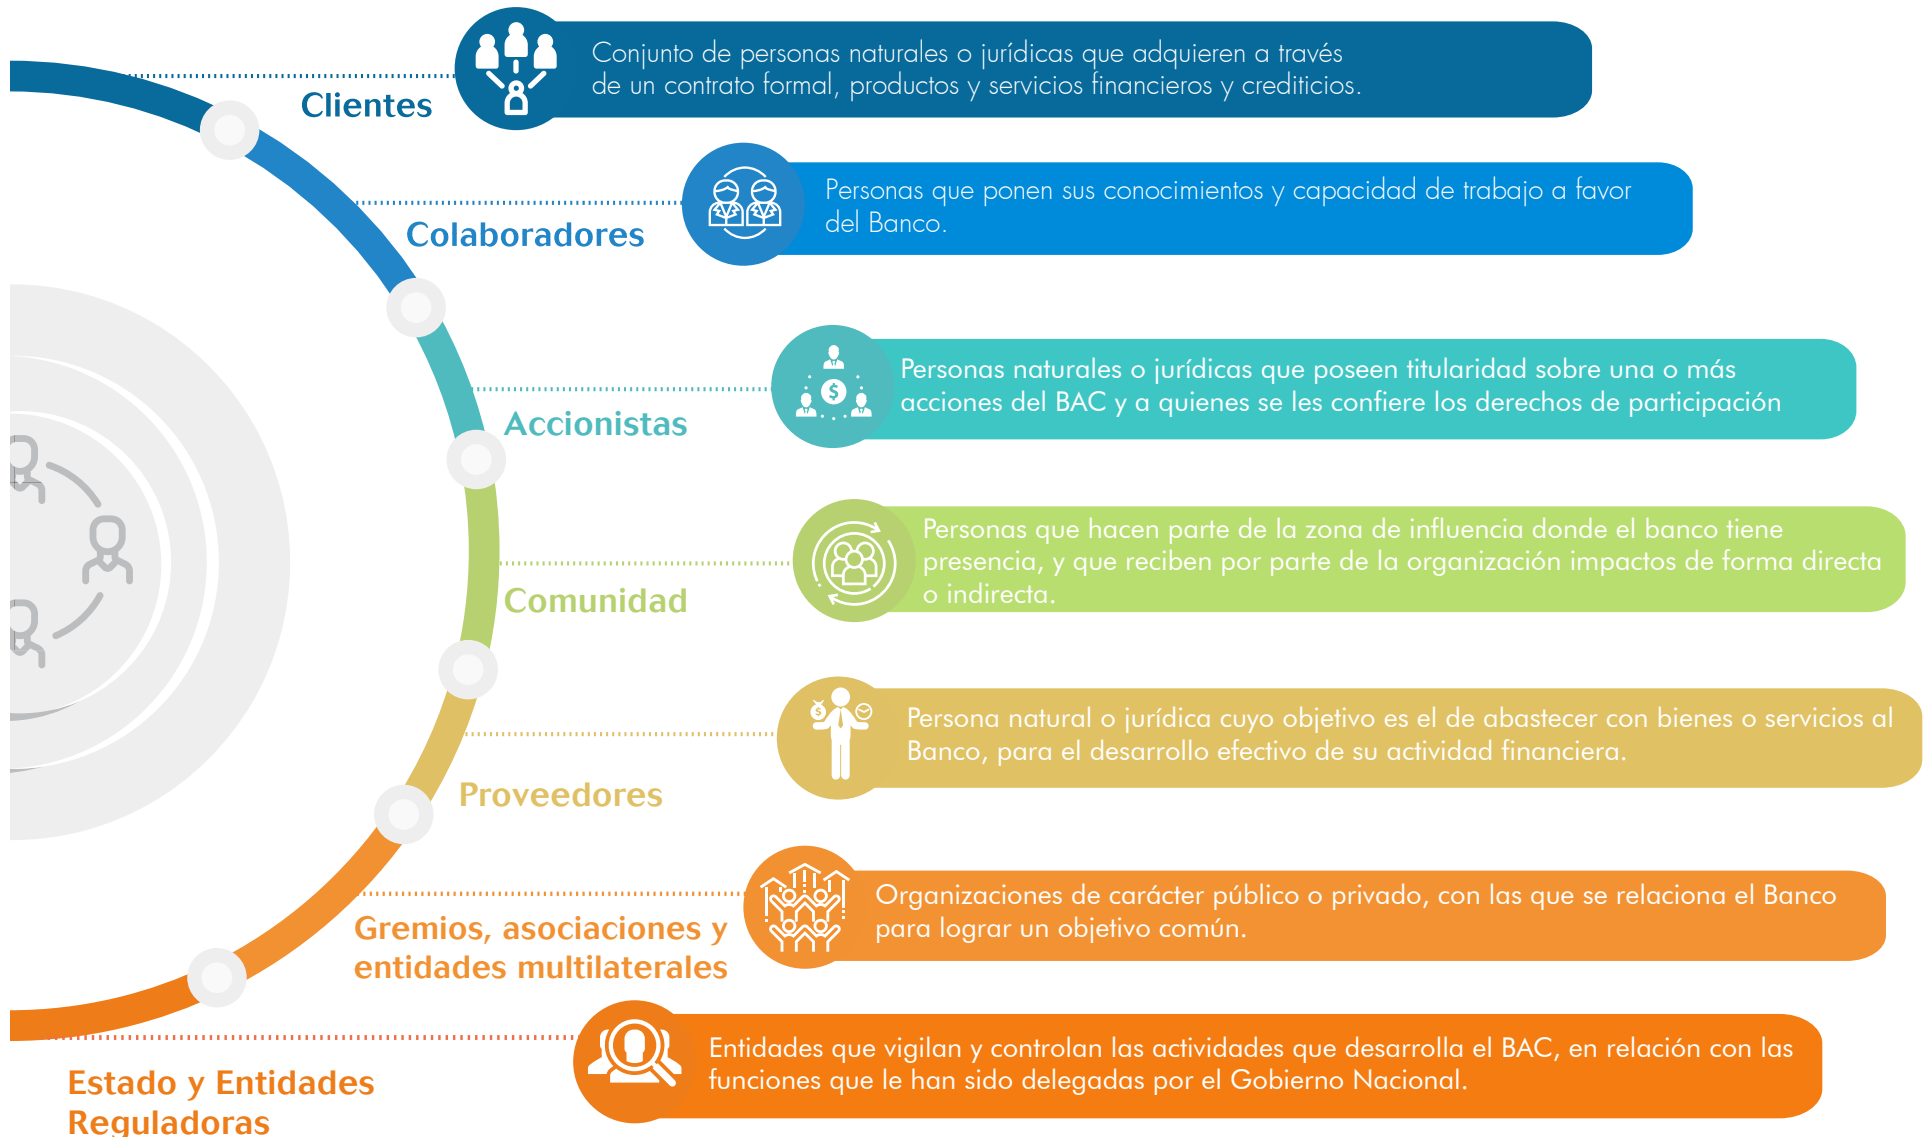 Clientes
Conjunto de personas naturales o jurídicas que adquieren a través
de un contrato formal, productos y servicios financieros y crediticios.
Colaboradores
Personas que ponen sus conocimientos y capacidad de trabajo a favor
del Banco.
Accionistas
Personas naturales o jurídicas que poseen titularidad sobre una o más
acciones del BAC y a quienes se les confiere los derechos de participación
Comunidad
Personas que hacen parte de la zona de influencia donde el banco tiene
presencia, y que reciben por parte de la organización impactos de forma directa
o indirecta.
Proveedores
Persona natural o jurídica cuyo objetivo es el de abastecer con bienes o servicios al
Banco, para el desarrollo efectivo de su actividad financiera.
Gremios, asociaciones y
entidades multilaterales
Organizaciones de carácter público o privado, con las que se relaciona el Banco
para lograr un objetivo común.
Estado y Entidades
Reguladoras
Entidades que vigilan y controlan las actividades que desarrolla el BAC, en relación con las
funciones que le han sido delegadas por el Gobierno Nacional.